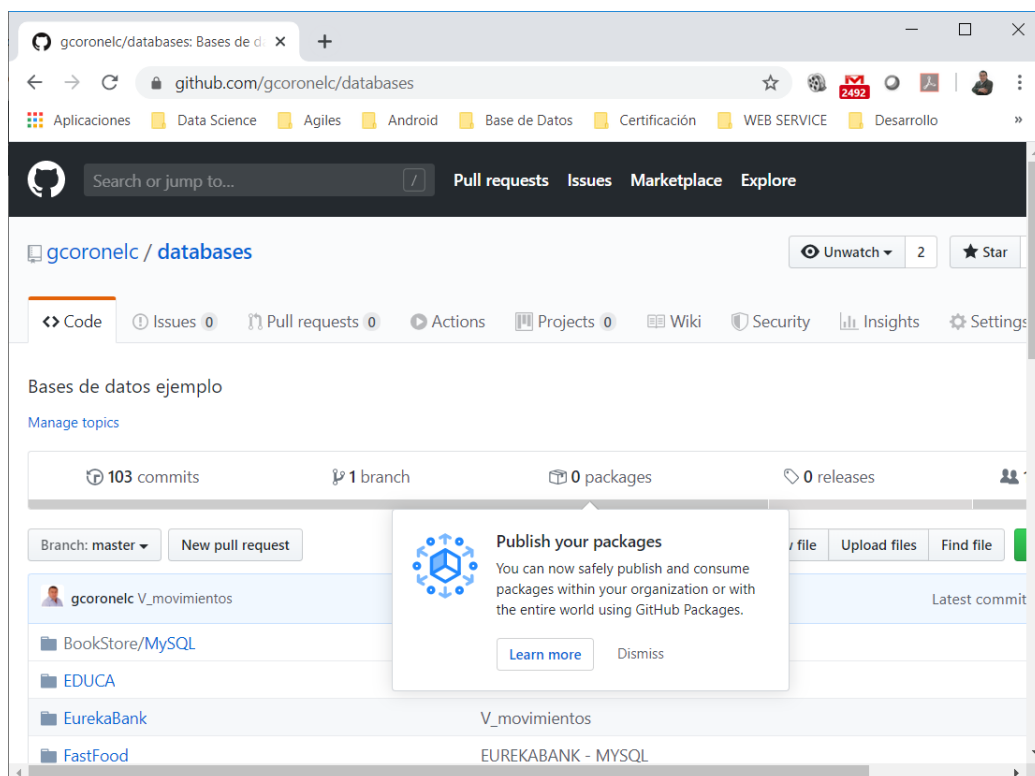 gcoronelc/databases: Bases de d
github.com/gcoronelc/databases
2492
Aplicaciones Data Science Agiles Android Base de Datos Certificación WEB SERVICE Desarrollo »
Search or jump to... / Pull requests Issues Marketplace Explore
gcoronelc / databases Unwatch 2 Star
Code Issues 0 Pull requests 0 Actions Projects 0 Wiki Security Insights Settings
Bases de datos ejemplo
Manage topics
103 commits 1 branch 0 packages 0 releases
Branch: master New pull request file Upload files Find file
Publish your packages
You can now safely publish and consume
packages within your organization or with
the entire world using GitHub Packages.
Learn more Dismiss
gcoronelc V_movimientos Latest commit
BookStore/MySQL
EDUCA
EurekaBank V_movimientos
FastFood EUREKABANK - MYSQL